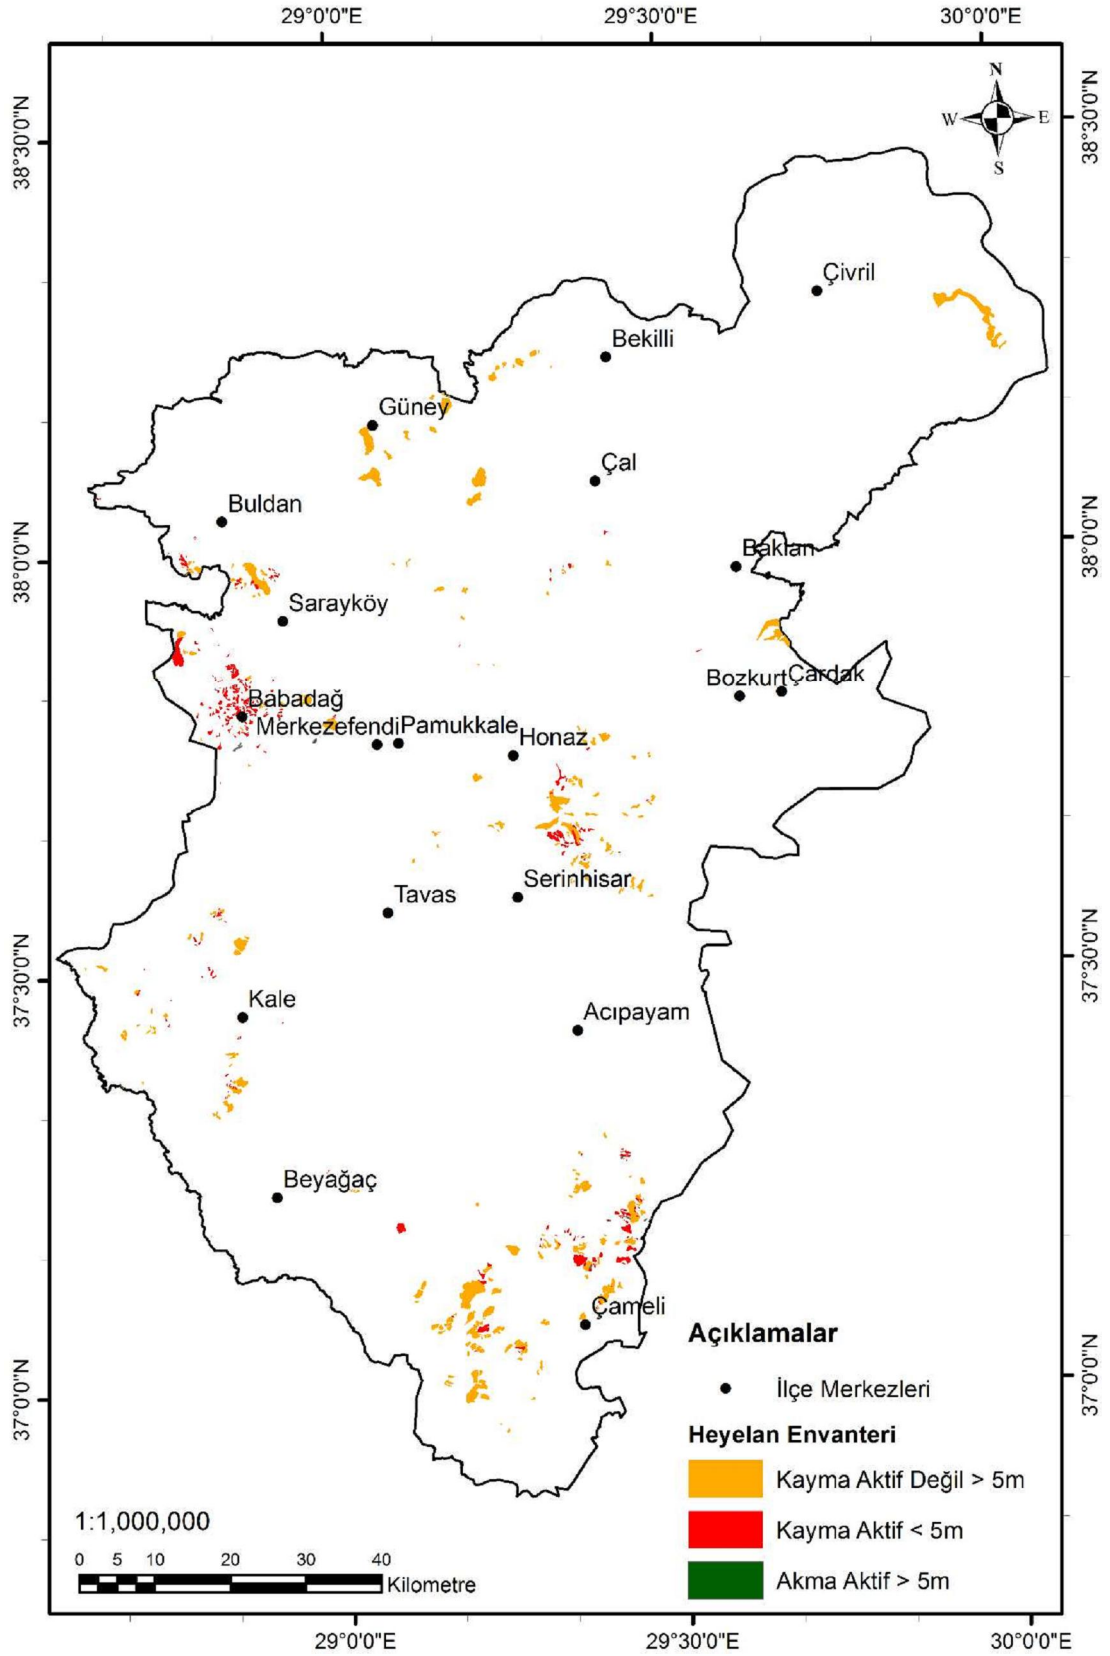 29°0'0"E
29°30'0"E
30°0'0"E
N
W
E
S
38°30'0"N
38°30'0"N
Çivril
Bekilli
Güney
Çal
Buldan
Baklan
38°0'0"N
38°0'0"N
Sarayköy
Bozkurt
Çardak
Babadağ
Merkezefendi
Pamukkale
Honaz
Serinhisar
Tavas
37°30'0"N
37°30'0"N
Kale
Acıpayam
Beyağaç
Çameli
Açıklamalar
İlçe Merkezleri
37°0'0"N
37°0'0"N
Heyelan Envanteri
Kayma Aktif Değil > 5m
Kayma Aktif < 5m
Akma Aktif > 5m
1:1,000,000
0 5 10 20 30 40
Kilometre
29°0'0"E
29°30'0"E
30°0'0"E